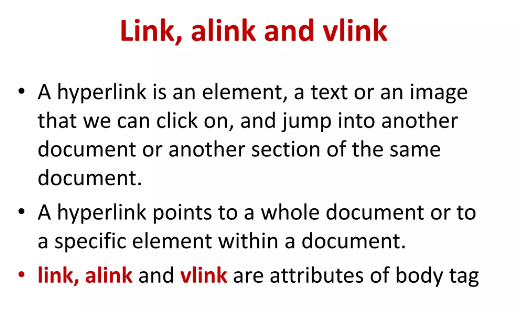 Link, alink and vlink
• A hyperlink is an element, a text or an image
that we can click on, and jump into another
document or another section of the same
document.
• A hyperlink points to a whole document or to
a specific element within a document.
• link, alink and vlink are attributes of body tag